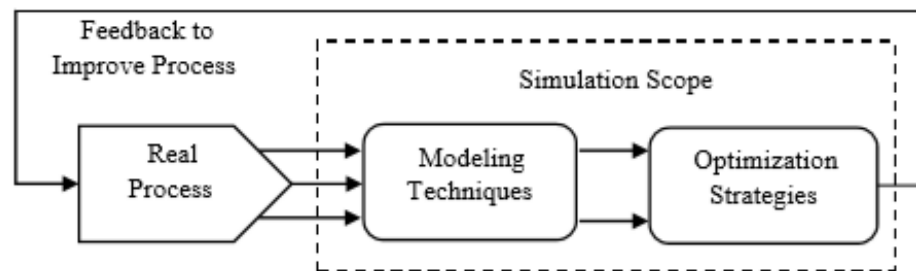 Feedback to
Improve Process
Simulation Scope
Real
Process
Modeling
Techniques
Optimization
Strategies